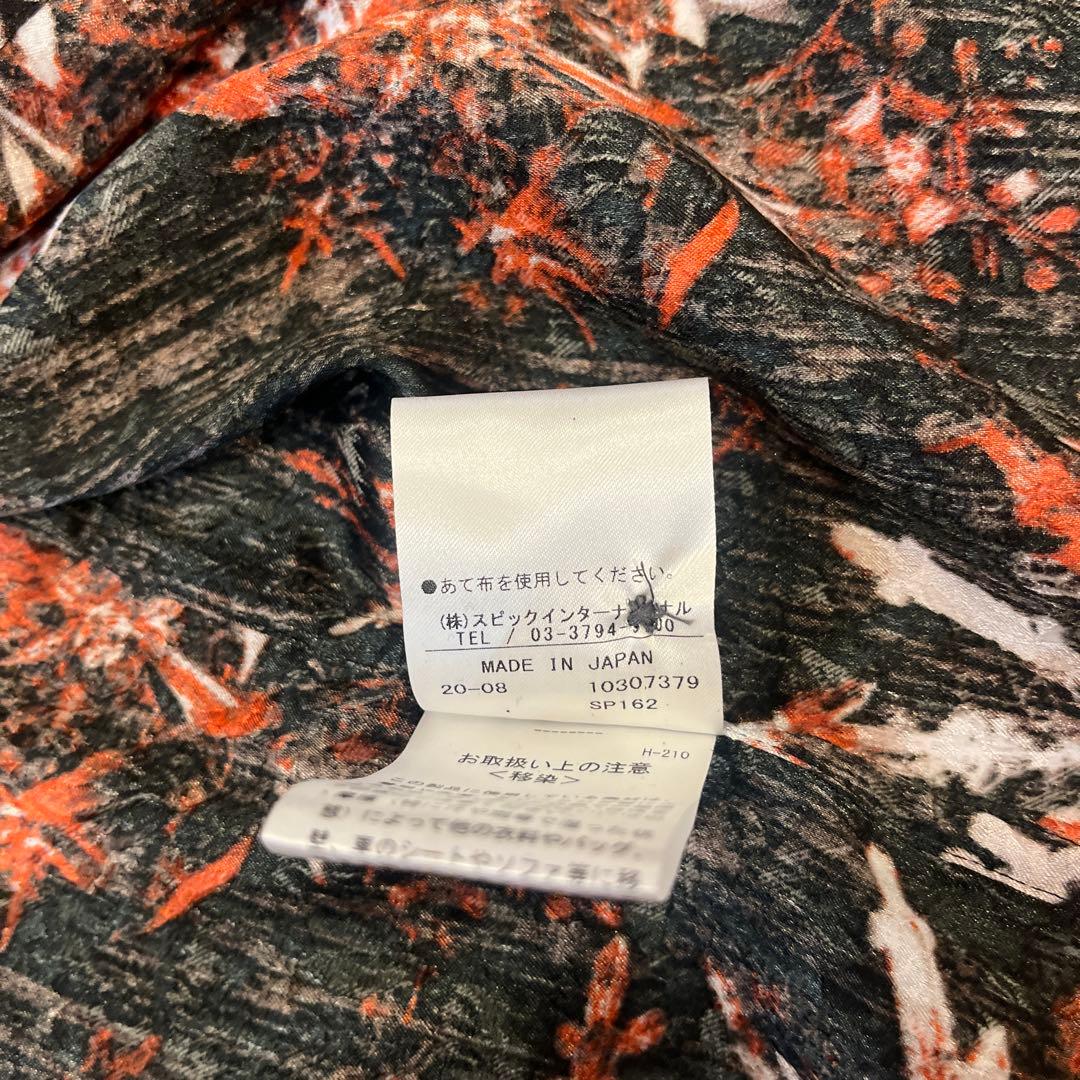 ●あて布を使用してください。
(株)スピックインターナショナル
TEL / 03-3794-
MADE IN JAPAN
20-08 10307379
SP162
--------
H-210
お取扱い上の注意
<移染>
によって他の衣料やバッグ、
車のシートやソファ等に移